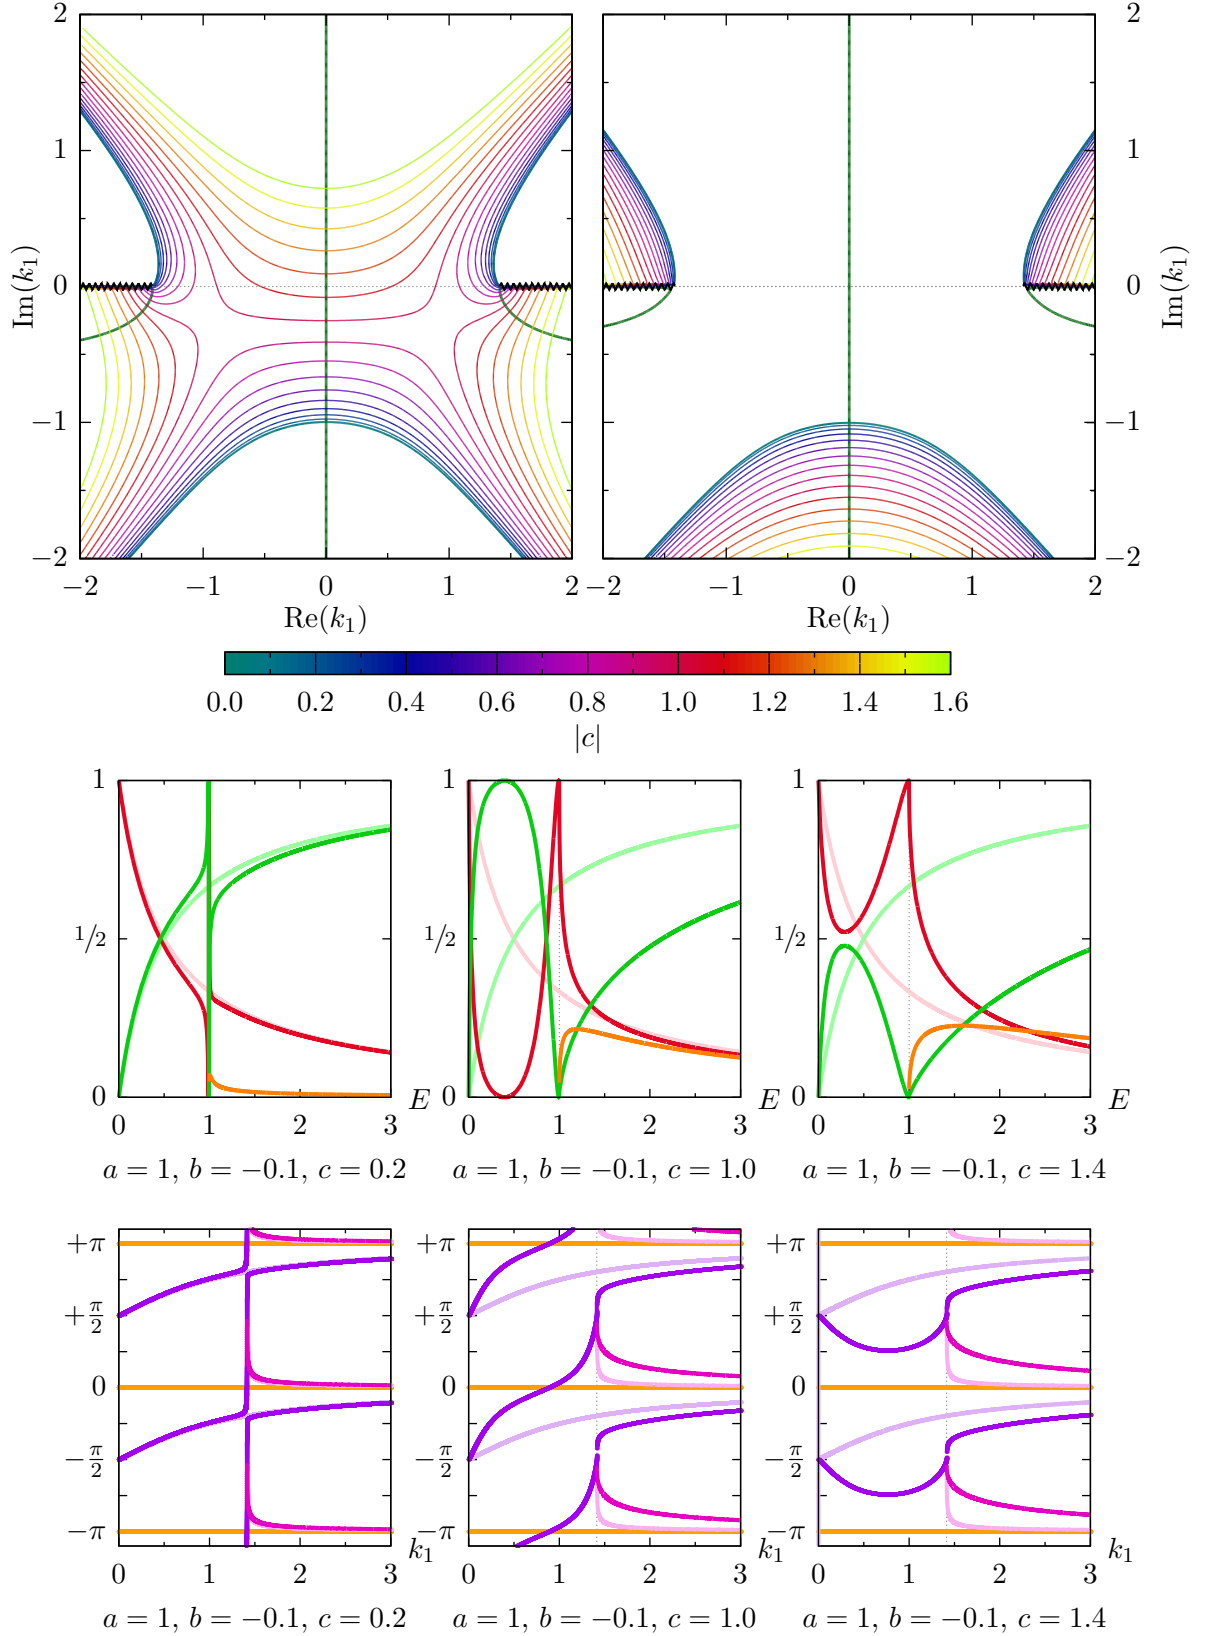 2
2
1
1
0
0
−1
−1
−2
−2
Im(k₁)
Im(k₁)
−2 −1 0 1 2
−2 −1 0 1 2
Re(k₁)
Re(k₁)
0.0 0.2 0.4 0.6 0.8 1.0 1.2 1.4 1.6
|c|
1 1 1
1/2 1/2 1/2
0 0 0
E E E
0 1 2 3 0 1 2 3 0 1 2 3
a = 1, b = −0.1, c = 0.2
a = 1, b = −0.1, c = 1.0
a = 1, b = −0.1, c = 1.4
+π +π +π
+π/2 +π/2 +π/2
0 0 0
−π/2 −π/2 −π/2
−π −π −π
k₁ k₁ k₁
0 1 2 3 0 1 2 3 0 1 2 3
a = 1, b = −0.1, c = 0.2
a = 1, b = −0.1, c = 1.0
a = 1, b = −0.1, c = 1.4